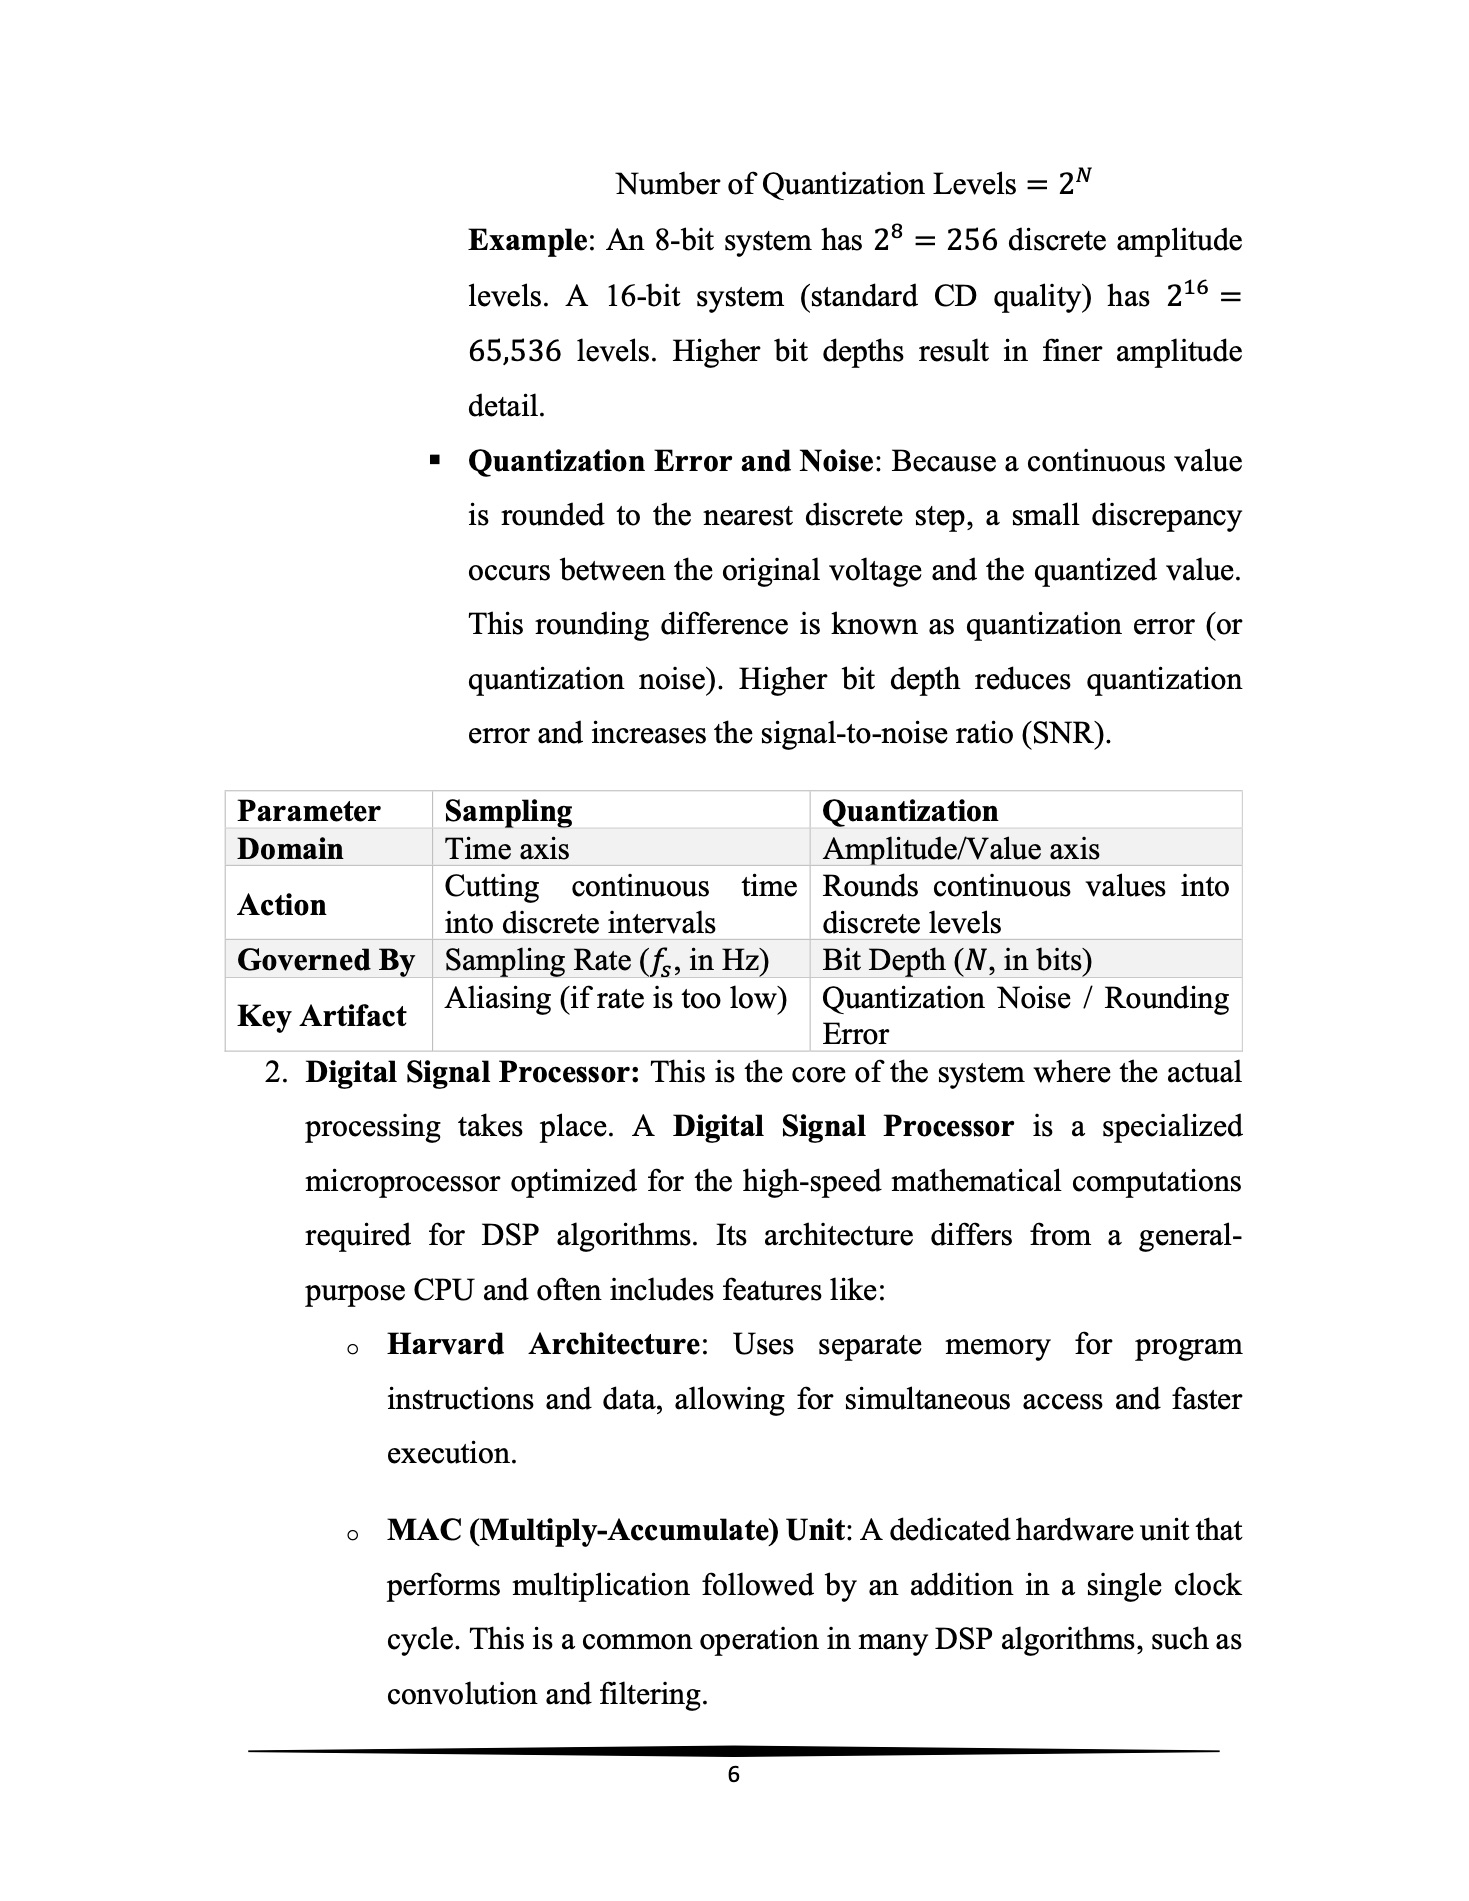 Number of Quantization Levels = 2^N
Example: An 8-bit system has 2^8 = 256 discrete amplitude
levels. A 16-bit system (standard CD quality) has 2^16 =
65,536 levels. Higher bit depths result in finer amplitude
detail.
▪ Quantization Error and Noise: Because a continuous value
is rounded to the nearest discrete step, a small discrepancy
occurs between the original voltage and the quantized value.
This rounding difference is known as quantization error (or
quantization noise). Higher bit depth reduces quantization
error and increases the signal-to-noise ratio (SNR).
Parameter Sampling Quantization
Domain Time axis Amplitude/Value axis
Action Cutting continuous time into discrete intervals Rounds continuous values into discrete levels
Governed By Sampling Rate (f_s, in Hz) Bit Depth (N, in bits)
Key Artifact Aliasing (if rate is too low) Quantization Noise / Rounding Error
2. Digital Signal Processor: This is the core of the system where the actual
processing takes place. A Digital Signal Processor is a specialized
microprocessor optimized for the high-speed mathematical computations
required for DSP algorithms. Its architecture differs from a general-
purpose CPU and often includes features like:
o Harvard Architecture: Uses separate memory for program
instructions and data, allowing for simultaneous access and faster
execution.
o MAC (Multiply-Accumulate) Unit: A dedicated hardware unit that
performs multiplication followed by an addition in a single clock
cycle. This is a common operation in many DSP algorithms, such as
convolution and filtering.
6